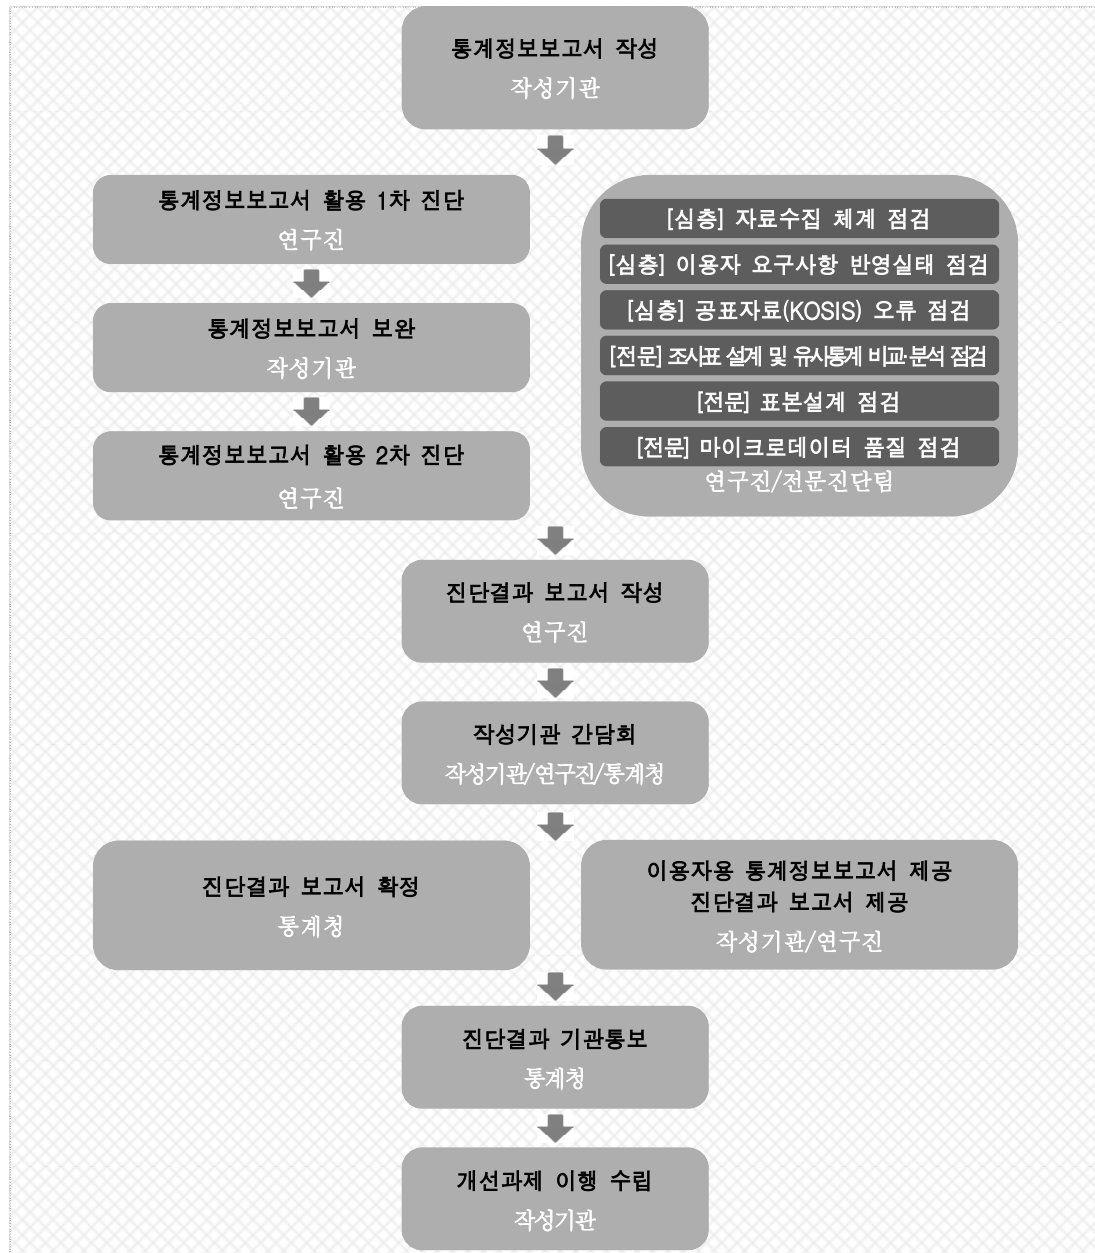 통계정보보고서 작성
작성기관
통계정보보고서 활용 1차 진단
연구진
통계정보보고서 보완
작성기관
통계정보보고서 활용 2차 진단
연구진
[심층] 자료수집 체계 점검
[심층] 이용자 요구사항 반영실태 점검
[심층] 공표자료(KOSIS) 오류 점검
[전문] 조사표 설계 및 유사통계 비교·분석 점검
[전문] 표본설계 점검
[전문] 마이크로데이터 품질 점검
연구진/전문진단팀
진단결과 보고서 작성
연구진
작성기관 간담회
작성기관/연구진/통계청
진단결과 보고서 확정
통계청
이용자용 통계정보보고서 제공
진단결과 보고서 제공
작성기관/연구진
진단결과 기관통보
통계청
개선과제 이행 수립
작성기관